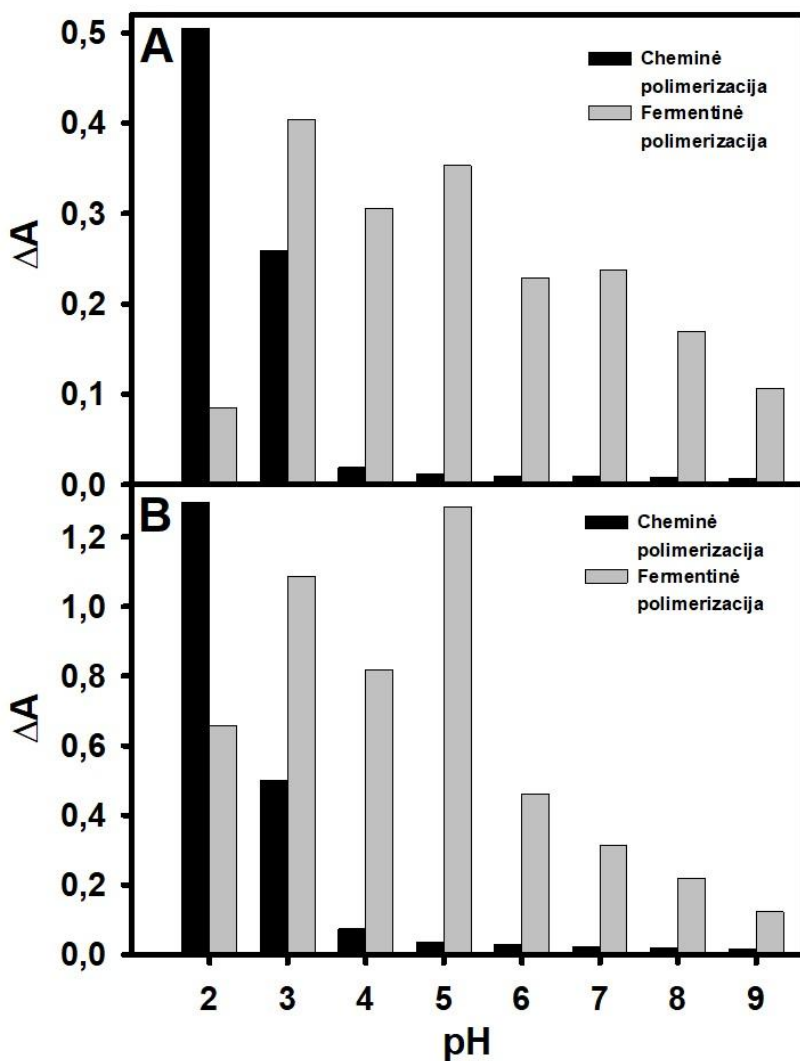 A
0,5
0,4
0,3
0,2
0,1
0,0
ΔA
Cheminė
polimerizacija
Fermentinė
polimerizacija
B
1,2
1,0
0,8
0,6
0,4
0,2
0,0
ΔA
Cheminė
polimerizacija
Fermentinė
polimerizacija
2 3 4 5 6 7 8 9
pH